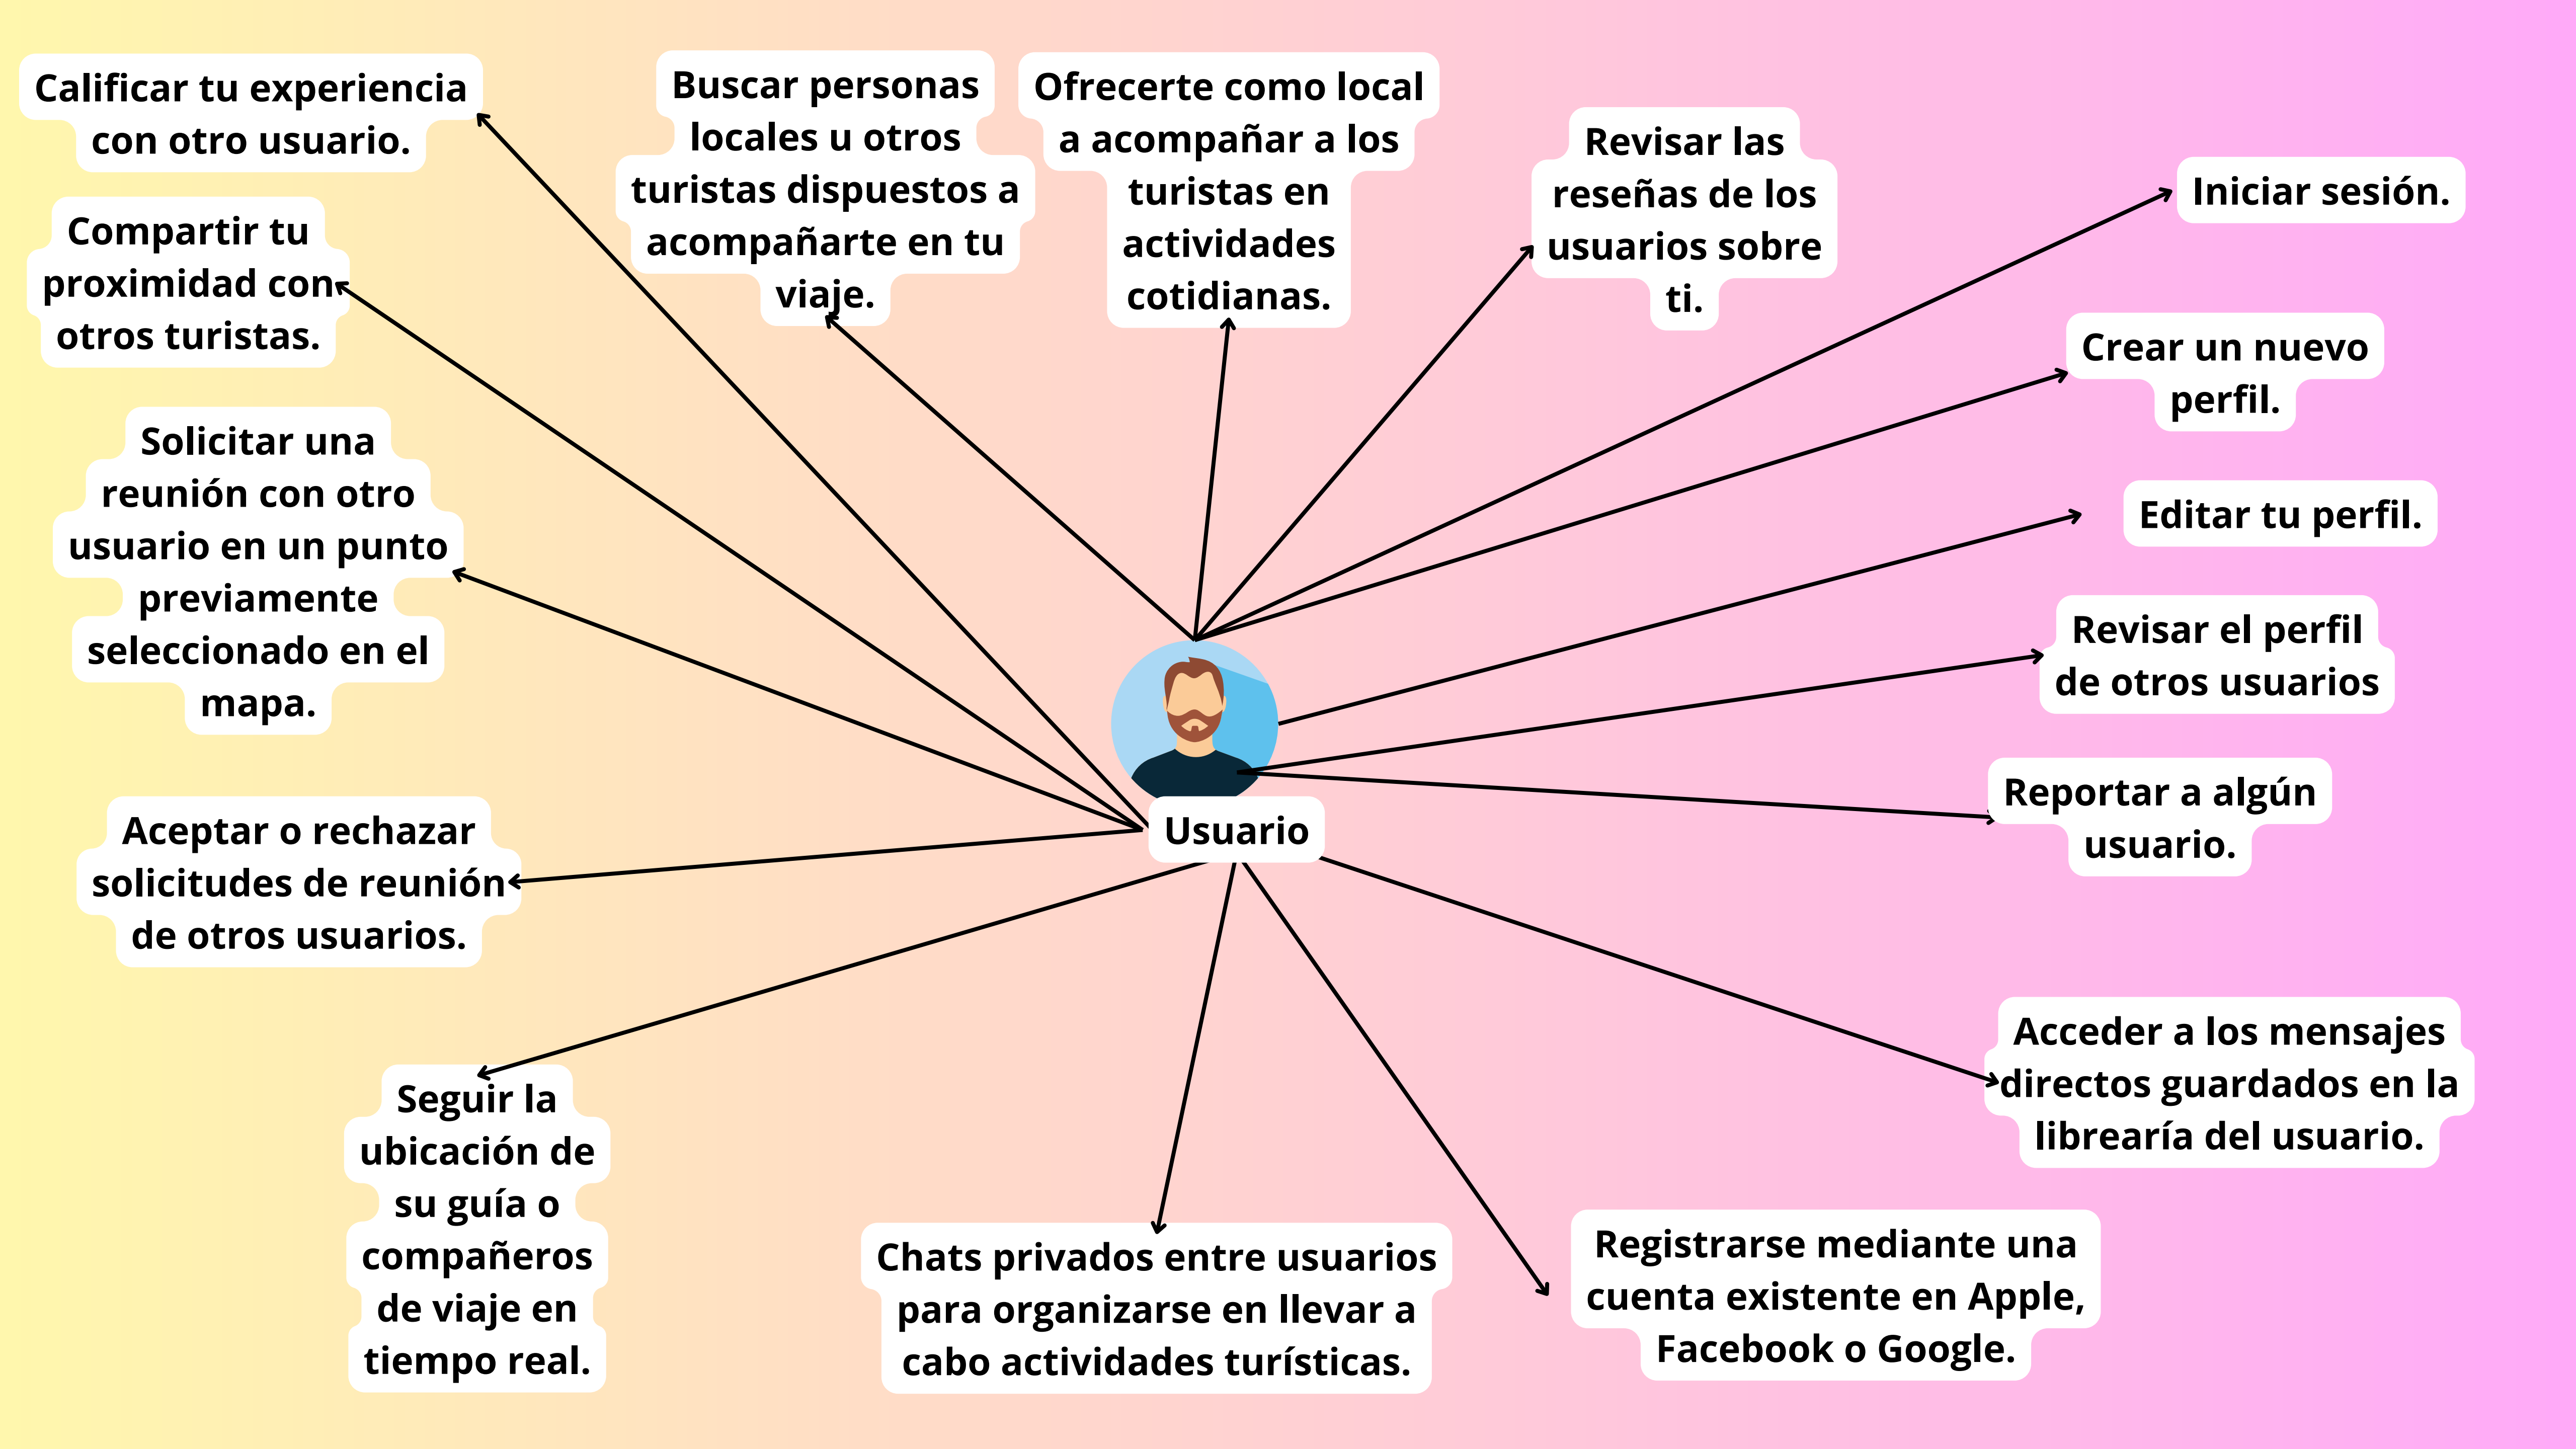 Calificar tu experiencia
con otro usuario.
Buscar personas
locales u otros
turistas dispuestos a
acompañarte en tu
viaje.
Ofrecerte como local
a acompañar a los
turistas en
actividades
cotidianas.
Revisar las
reseñas de los
usuarios sobre
ti.
Iniciar sesión.
Compartir tu
proximidad con
otros turistas.
Crear un nuevo
perfil.
Solicitar una
reunión con otro
usuario en un punto
previamente
seleccionado en el
mapa.
Editar tu perfil.
Revisar el perfil
de otros usuarios
Reportar a algún
usuario.
Usuario
Aceptar o rechazar
solicitudes de reunión
de otros usuarios.
Acceder a los mensajes
directos guardados en la
librearía del usuario.
Seguir la
ubicación de
su guía o
compañeros
de viaje en
tiempo real.
Chats privados entre usuarios
para organizarse en llevar a
cabo actividades turísticas.
Registrarse mediante una
cuenta existente en Apple,
Facebook o Google.